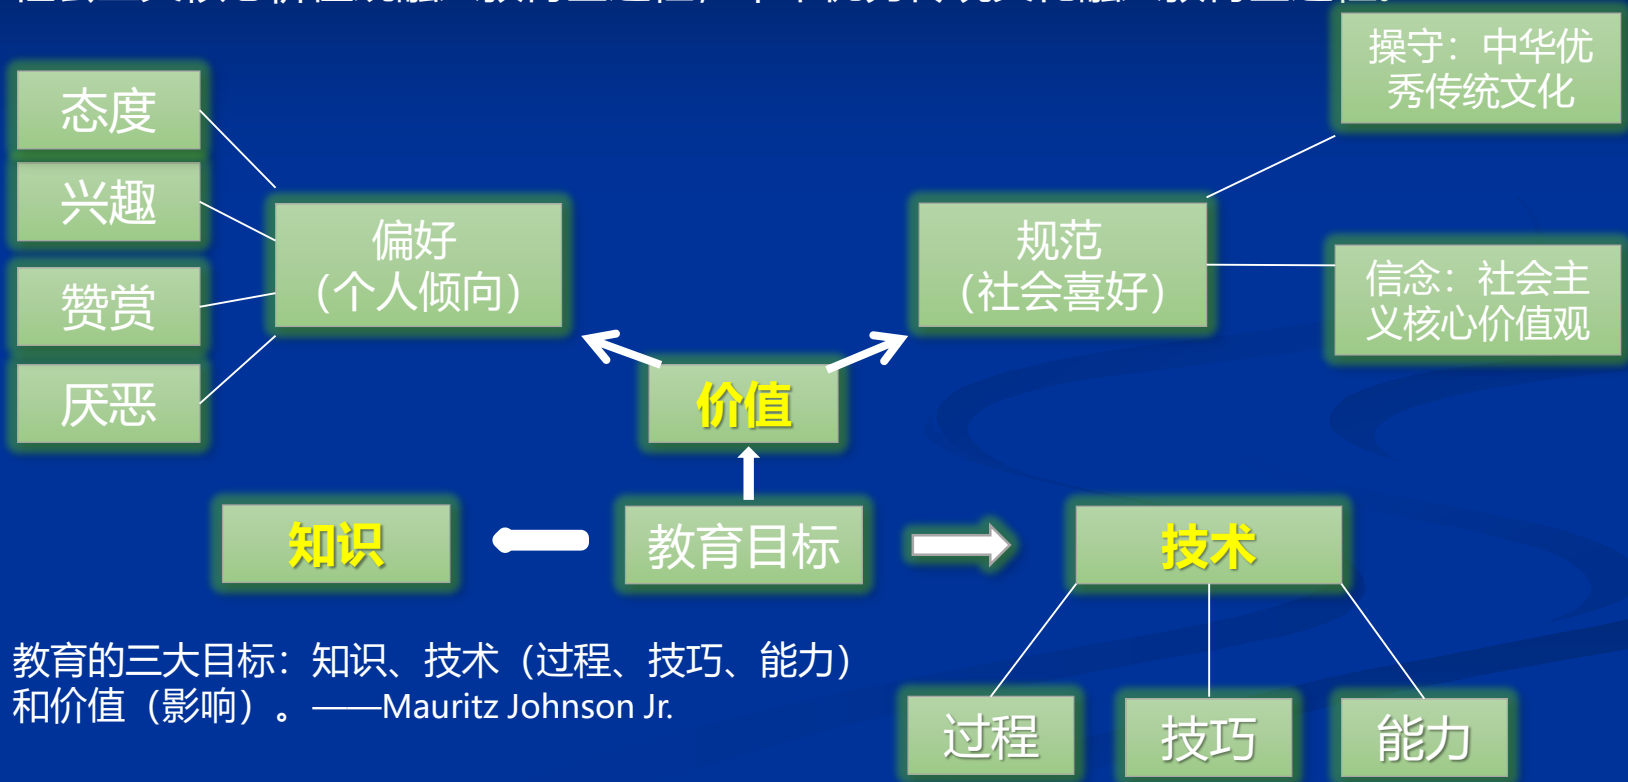 操守：中华优
秀传统文化
态度
兴趣
偏好
（个人倾向）
规范
（社会喜好）
赞赏
信念：社会主
义核心价值观
厌恶
价值
知识
教育目标
技术
教育的三大目标：知识、技术（过程、技巧、能力）
和价值（影响）。——Mauritz Johnson Jr.
过程
技巧
能力